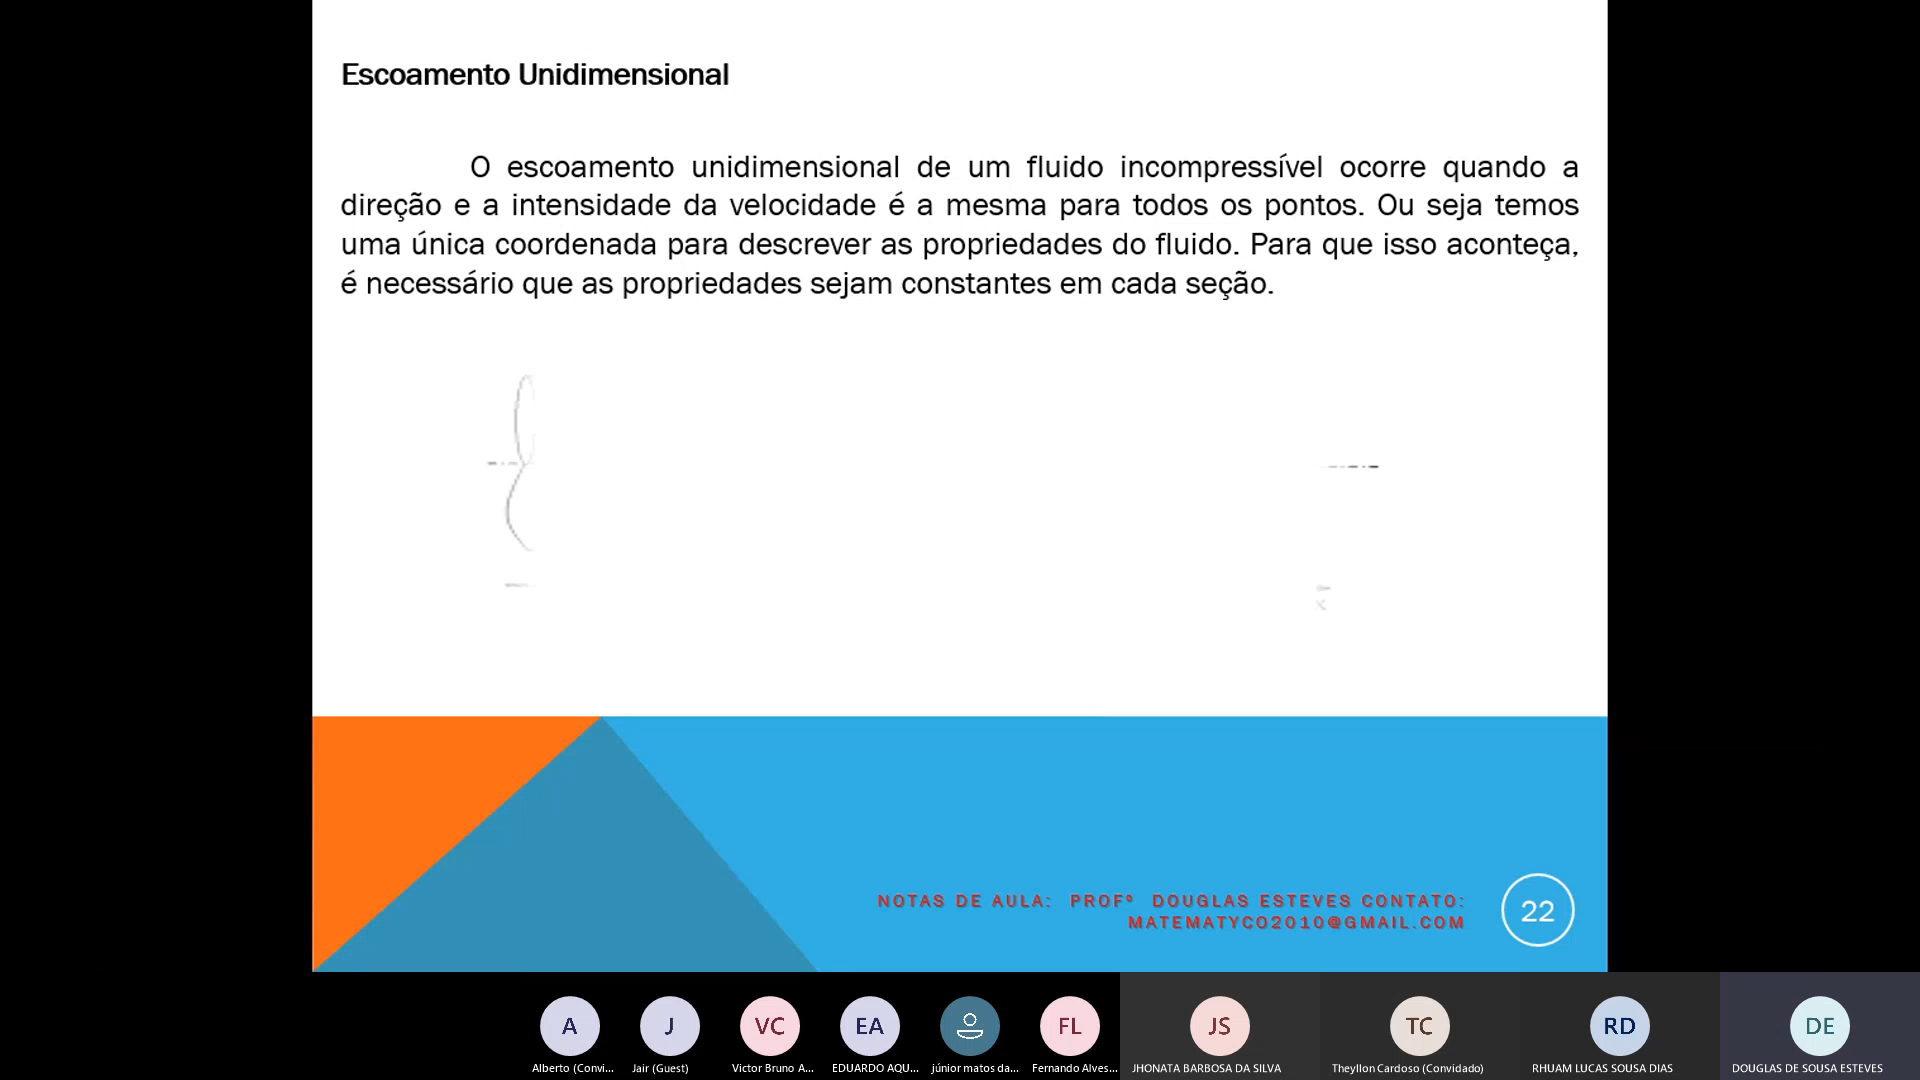 Escoamento Unidimensional
O escoamento unidimensional de um fluido incompressível ocorre quando a
direção e a intensidade da velocidade é a mesma para todos os pontos. Ou seja temos
uma única coordenada para descrever as propriedades do fluido. Para que isso aconteça,
é necessário que as propriedades sejam constantes em cada seção.
NOTAS DE AULA: PROFº DOUGLAS ESTEVES CONTATO:
MATEMATYCO2010@GMAIL.COM
22
A J VC EA FL JS TC RD DE
Alberto (Convi... Jair (Guest) Victor Bruno A... EDUARDO AQU... júnior matos da... Fernando Alves... JHONATA BARBOSA DA SILVA Theyllon Cardoso (Convidado) RHUAM LUCAS SOUSA DIAS DOUGLAS DE SOUSA ESTEVES